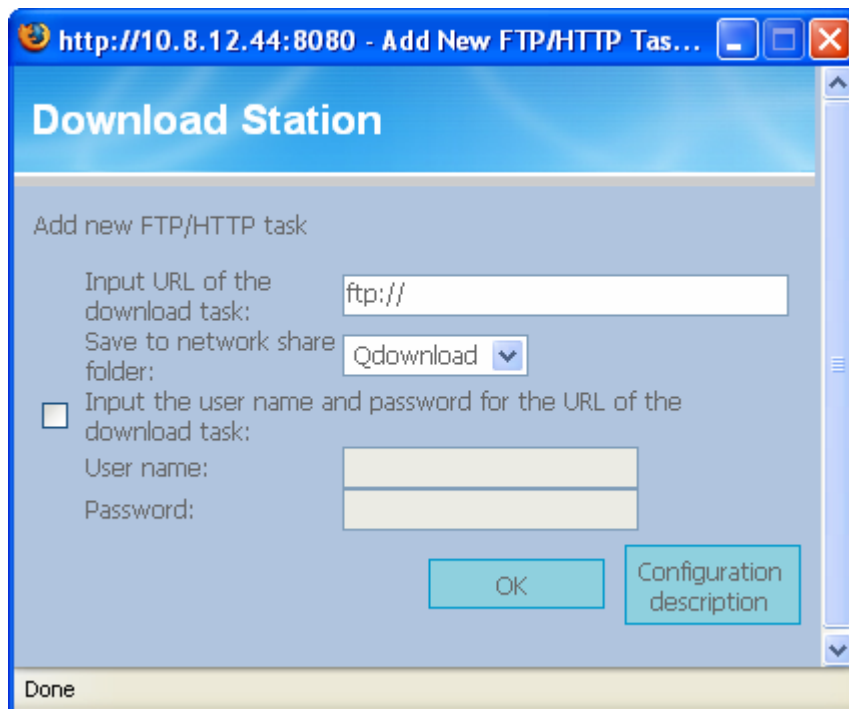 http://10.8.12.44:8080 - Add New FTP/HTTP Tas...
Download Station
Add new FTP/HTTP task
Input URL of the
download task:
ftp://
Save to network share
folder:
Qdownload
Input the user name and password for the URL of the
download task:
User name:
Password:
OK
Configuration
description
Done